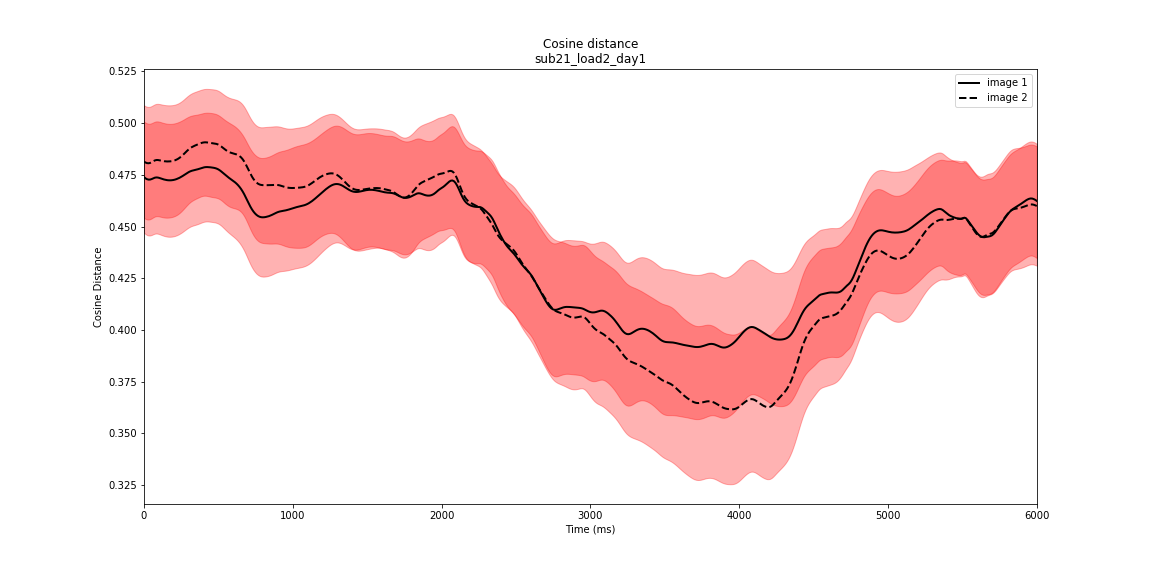 Cosine distance
sub21_load2_day1
image 1
image 2
Cosine Distance
0.525
0.500
0.475
0.450
0.425
0.400
0.375
0.350
0.325
0
1000
2000
3000
4000
5000
6000
Time (ms)